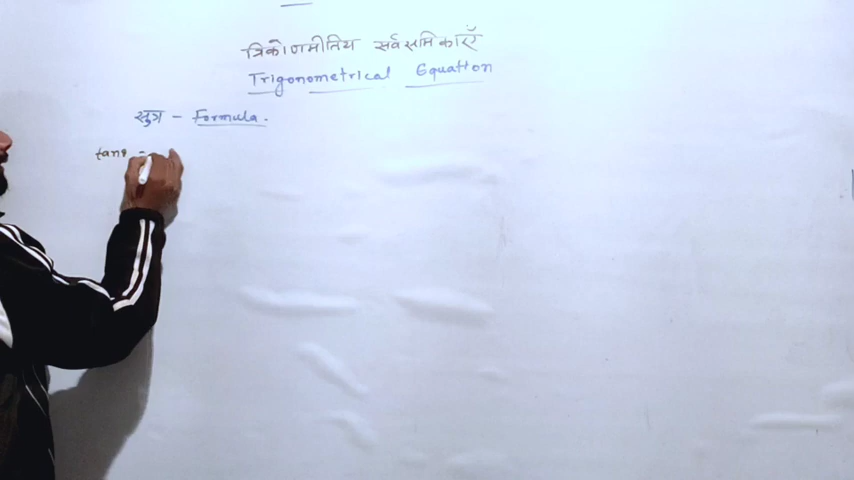 त्रिकोणमीतिय सर्वसमिकाएँ
Trigonometrical Equation
सुत्र - Formula.
tanθ =